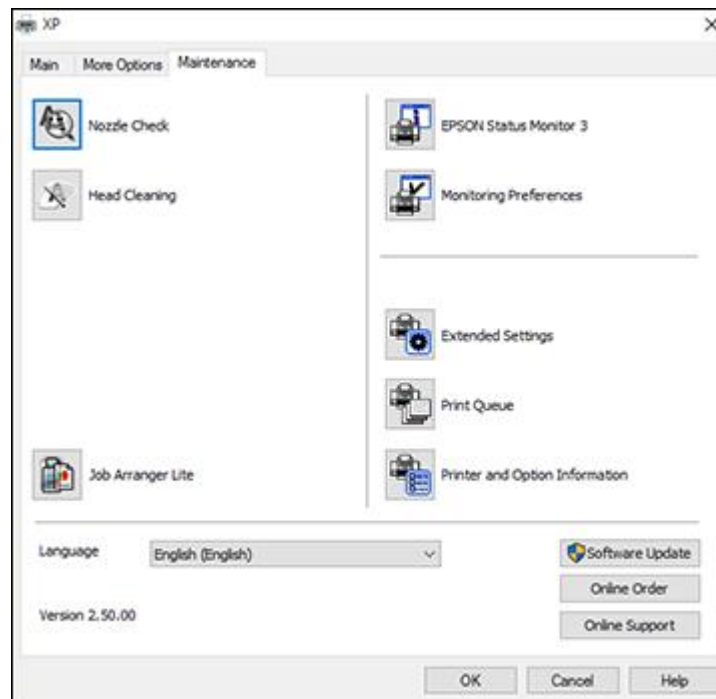 XP
Main More Options Maintenance
Nozzle Check
EPSON Status Monitor 3
Head Cleaning
Monitoring Preferences
Extended Settings
Print Queue
Job Arranger Lite
Printer and Option Information
Language English (English)
Software Update
Online Order
Version 2.50.00
Online Support
OK Cancel Help